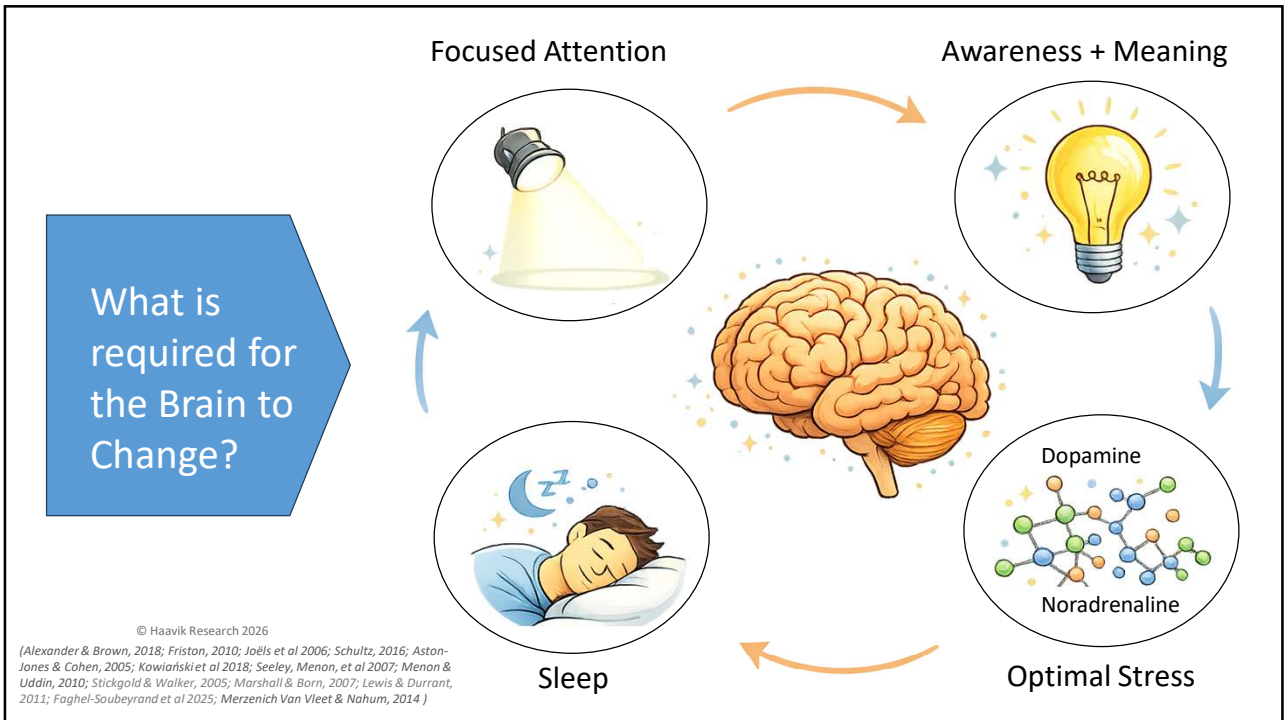 Focused Attention
Awareness + Meaning
What is
required for
the Brain to
Change?
Dopamine
Noradrenaline
Optimal Stress
zz
Sleep
© Haavik Research 2026
(Alexander & Brown, 2018; Friston, 2010; Joëls et al 2006; Schultz, 2016; Aston-
Jones & Cohen, 2005; Kowiański et al 2018; Seeley, Menon, et al 2007; Menon &
Uddin, 2010; Stickgold & Walker, 2005; Marshall & Born, 2007; Lewis & Durrant,
2011; Faghel-Soubeyrand et al 2025; Merzenich Van Vleet & Nahum, 2014 )